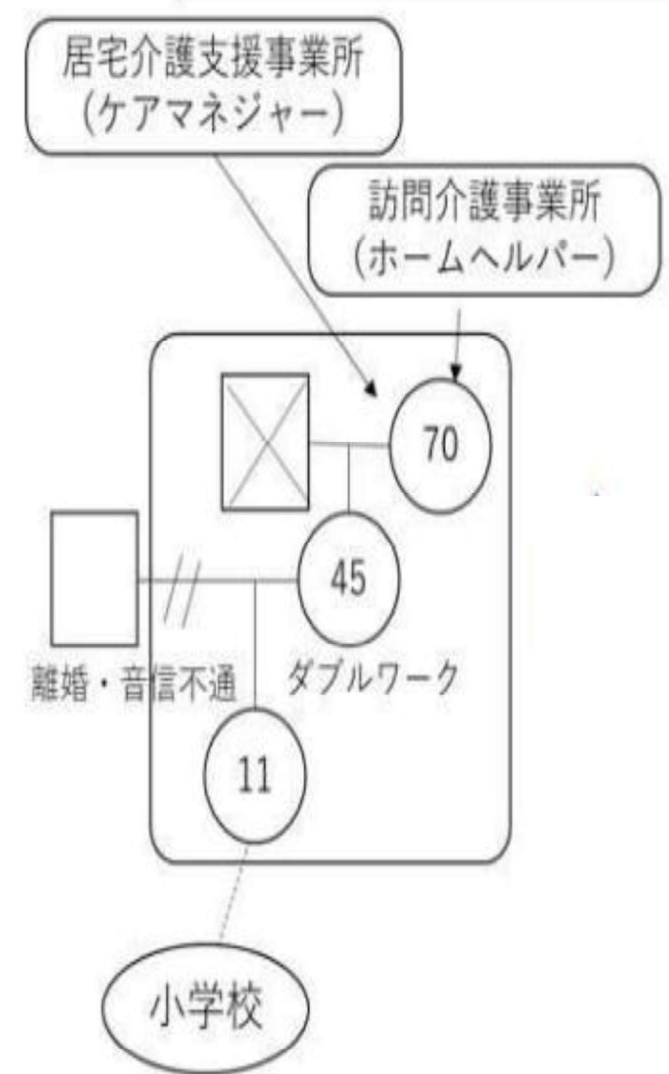 居宅介護支援事業所
(ケアマネジャー)
訪問介護事業所
(ホームヘルパー)
70
45
離婚・音信不通
ダブルワーク
11
小学校